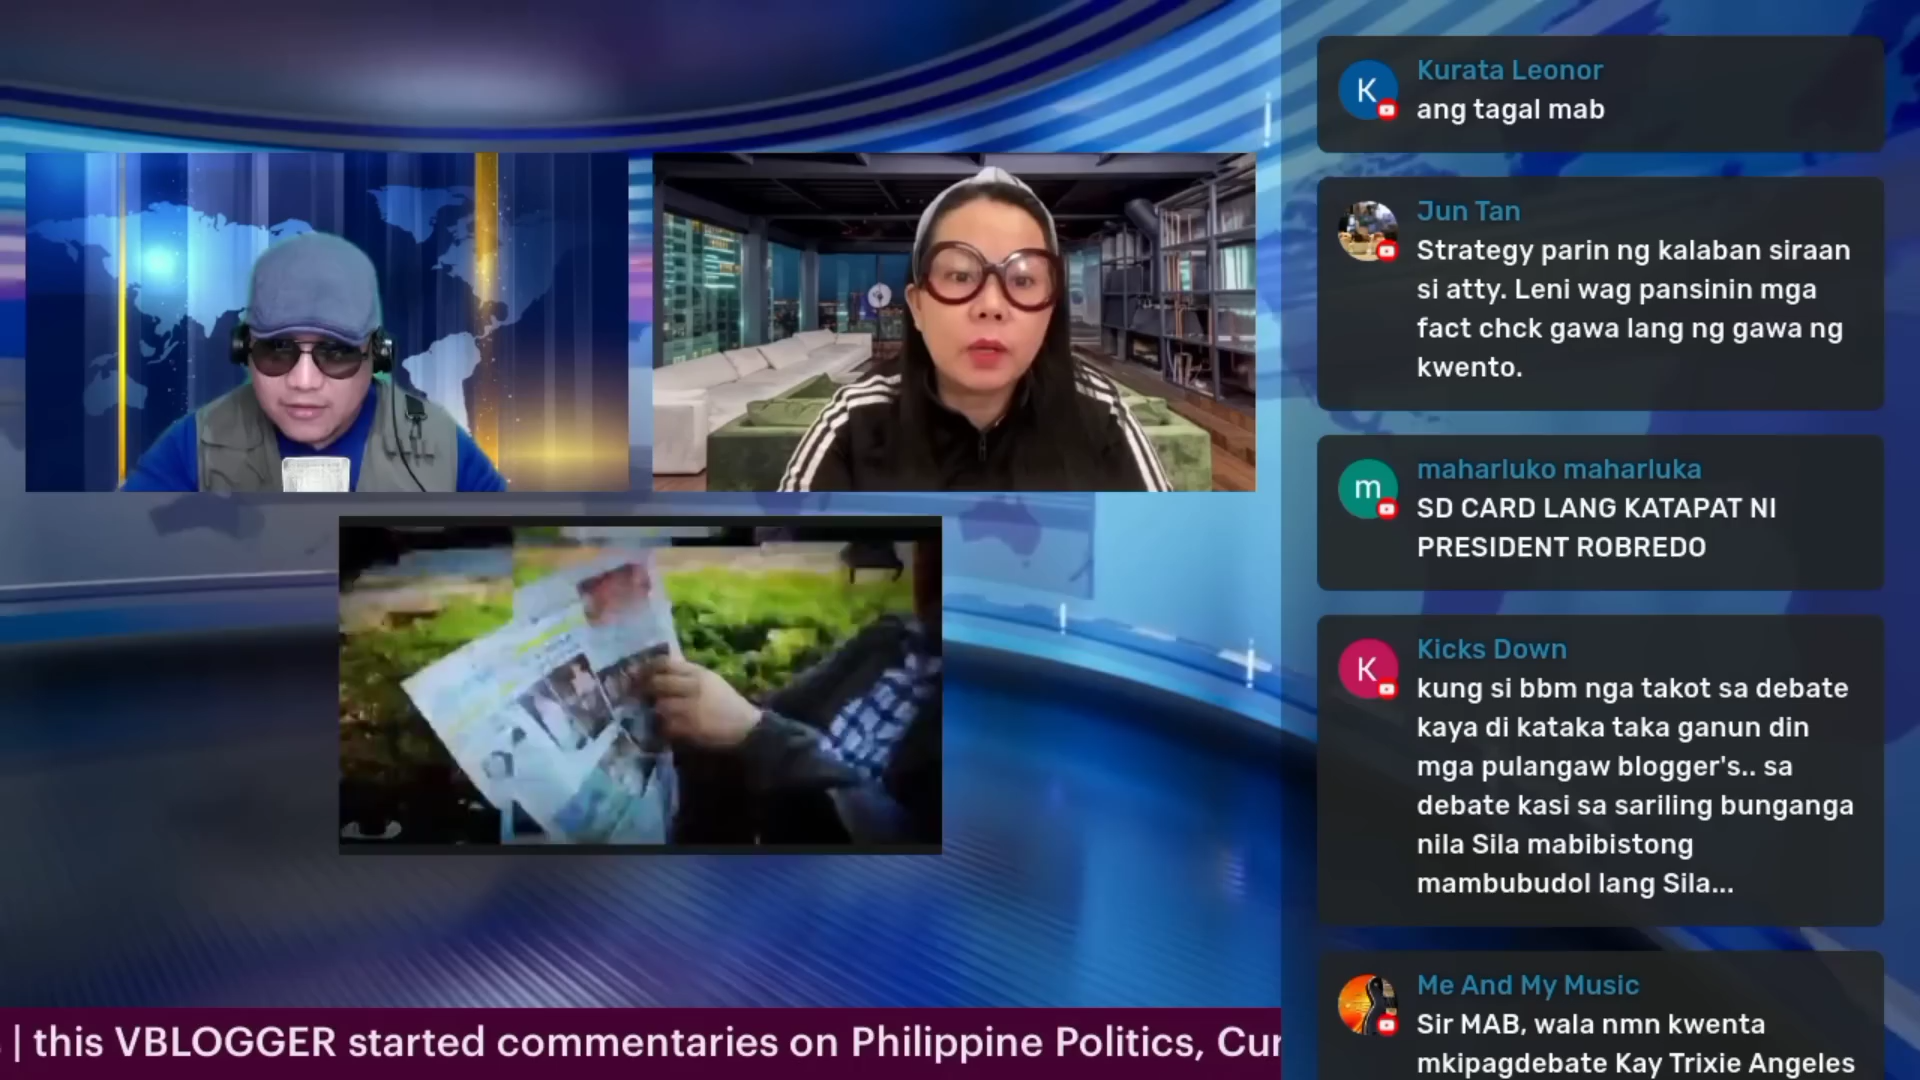 Kurata Leonor
ang tagal mab
Jun Tan
Strategy parin ng kalaban siraan
si atty. Leni wag pansinin mga
fact chck gawa lang ng gawa ng
kwento.
maharluko maharluka
SD CARD LANG KATAPAT NI
PRESIDENT ROBREDO
Kicks Down
kung si bbm nga takot sa debate
kaya di kataka taka ganun din
mga pulangaw blogger's.. sa
debate kasi sa sariling bunganga
nila Sila mabibistong
mambubudol lang Sila...
Me And My Music
Sir MAB, wala nmn kwenta
mkipagdebate Kay Trixie Angeles
| this VBLOGGER started commentaries on Philippine Politics, Cur